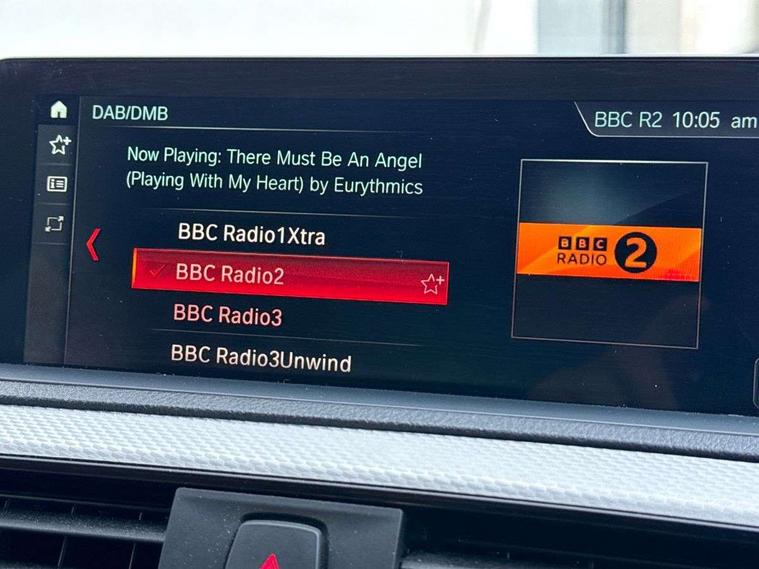 DAB/DMB
BBC R2 10:05 am
Now Playing: There Must Be An Angel
(Playing With My Heart) by Eurythmics
BBC Radio1Xtra
BBC Radio2
BBC Radio3
BBC Radio3Unwind
BBC
RADIO 2